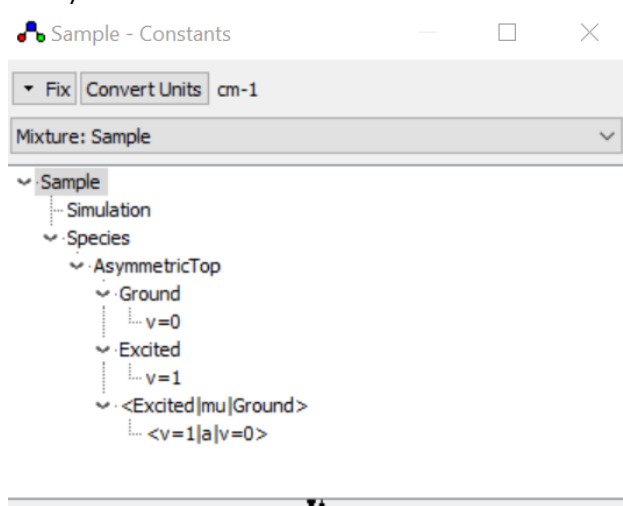 Sample - Constants
Fix Convert Units cm-1
Mixture: Sample
Sample
Simulation
Species
AsymmetricTop
Ground
v=0
Excited
v=1
<Excited|mu|Ground>
<v=1|a|v=0>